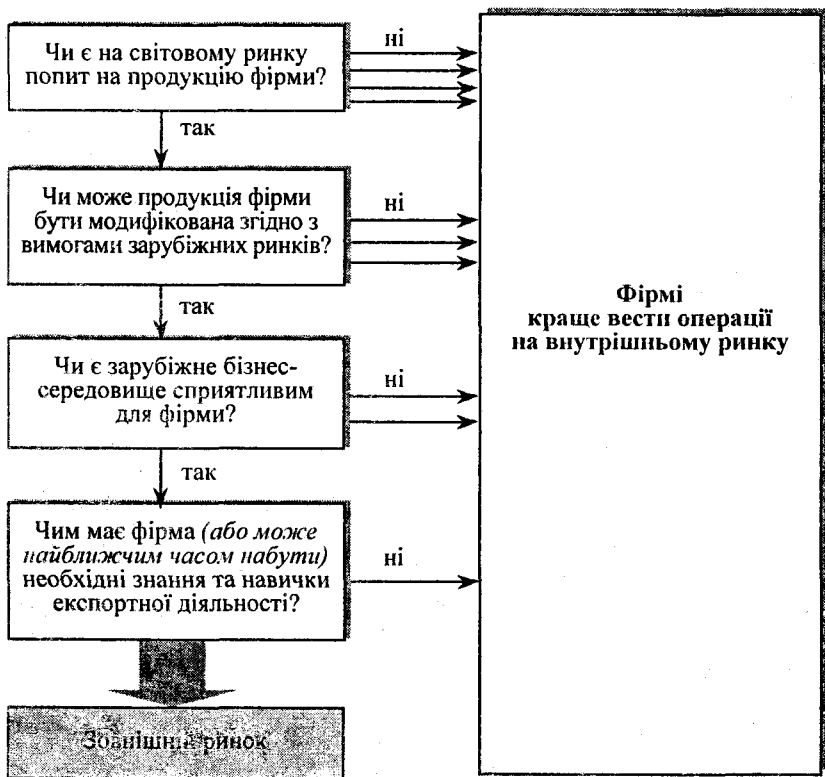 Чи є на світовому ринку
попит на продукцію фірми?
ні
так
Чи може продукція фірми
бути модифікована згідно з
вимогами зарубіжних ринків?
ні
так
Чи є зарубіжне бізнес-
середовище сприятливим
для фірми?
ні
так
Чим має фірма (або може
найближчим часом набути)
необхідні знання та навички
експортної діяльності?
ні
Зовнішній ринок
Фірмі
краще вести операції
на внутрішньому ринку